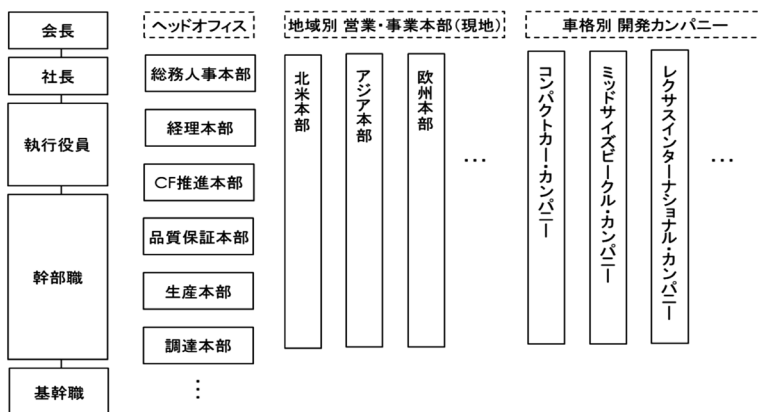 会長
社長
執行役員
幹部職
基幹職
ヘッドオフィス
総務人事本部
経理本部
CF推進本部
品質保証本部
生産本部
調達本部
⋮
地域別 営業・事業本部（現地）
北米本部
アジア本部
欧州本部
…
車格別 開発カンパニー
コンパクトカー・カンパニー
ミッドサイズビークル・カンパニー
レクサスインターナショナル・カンパニー
…